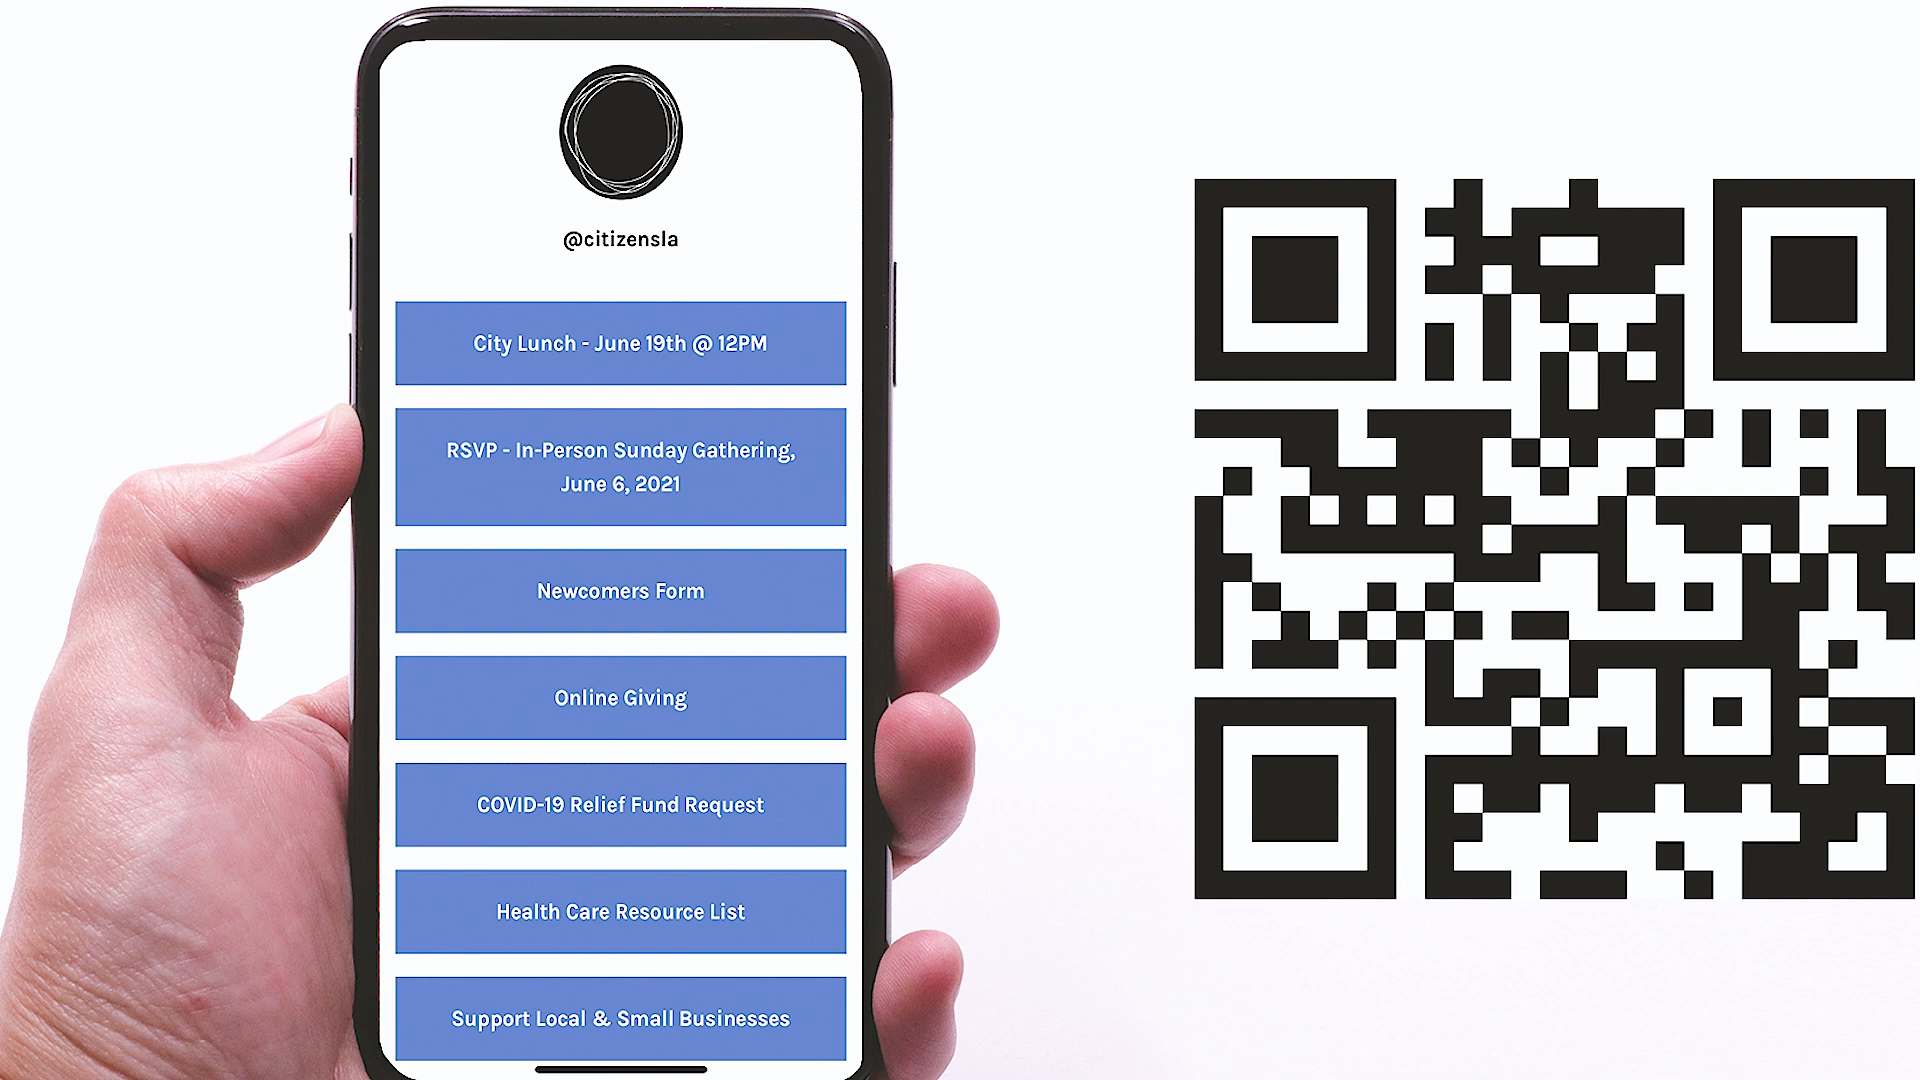 @citizensla
City Lunch - June 19th @ 12PM
RSVP - In-Person Sunday Gathering,
June 6, 2021
Newcomers Form
Online Giving
COVID-19 Relief Fund Request
Health Care Resource List
Support Local & Small Businesses